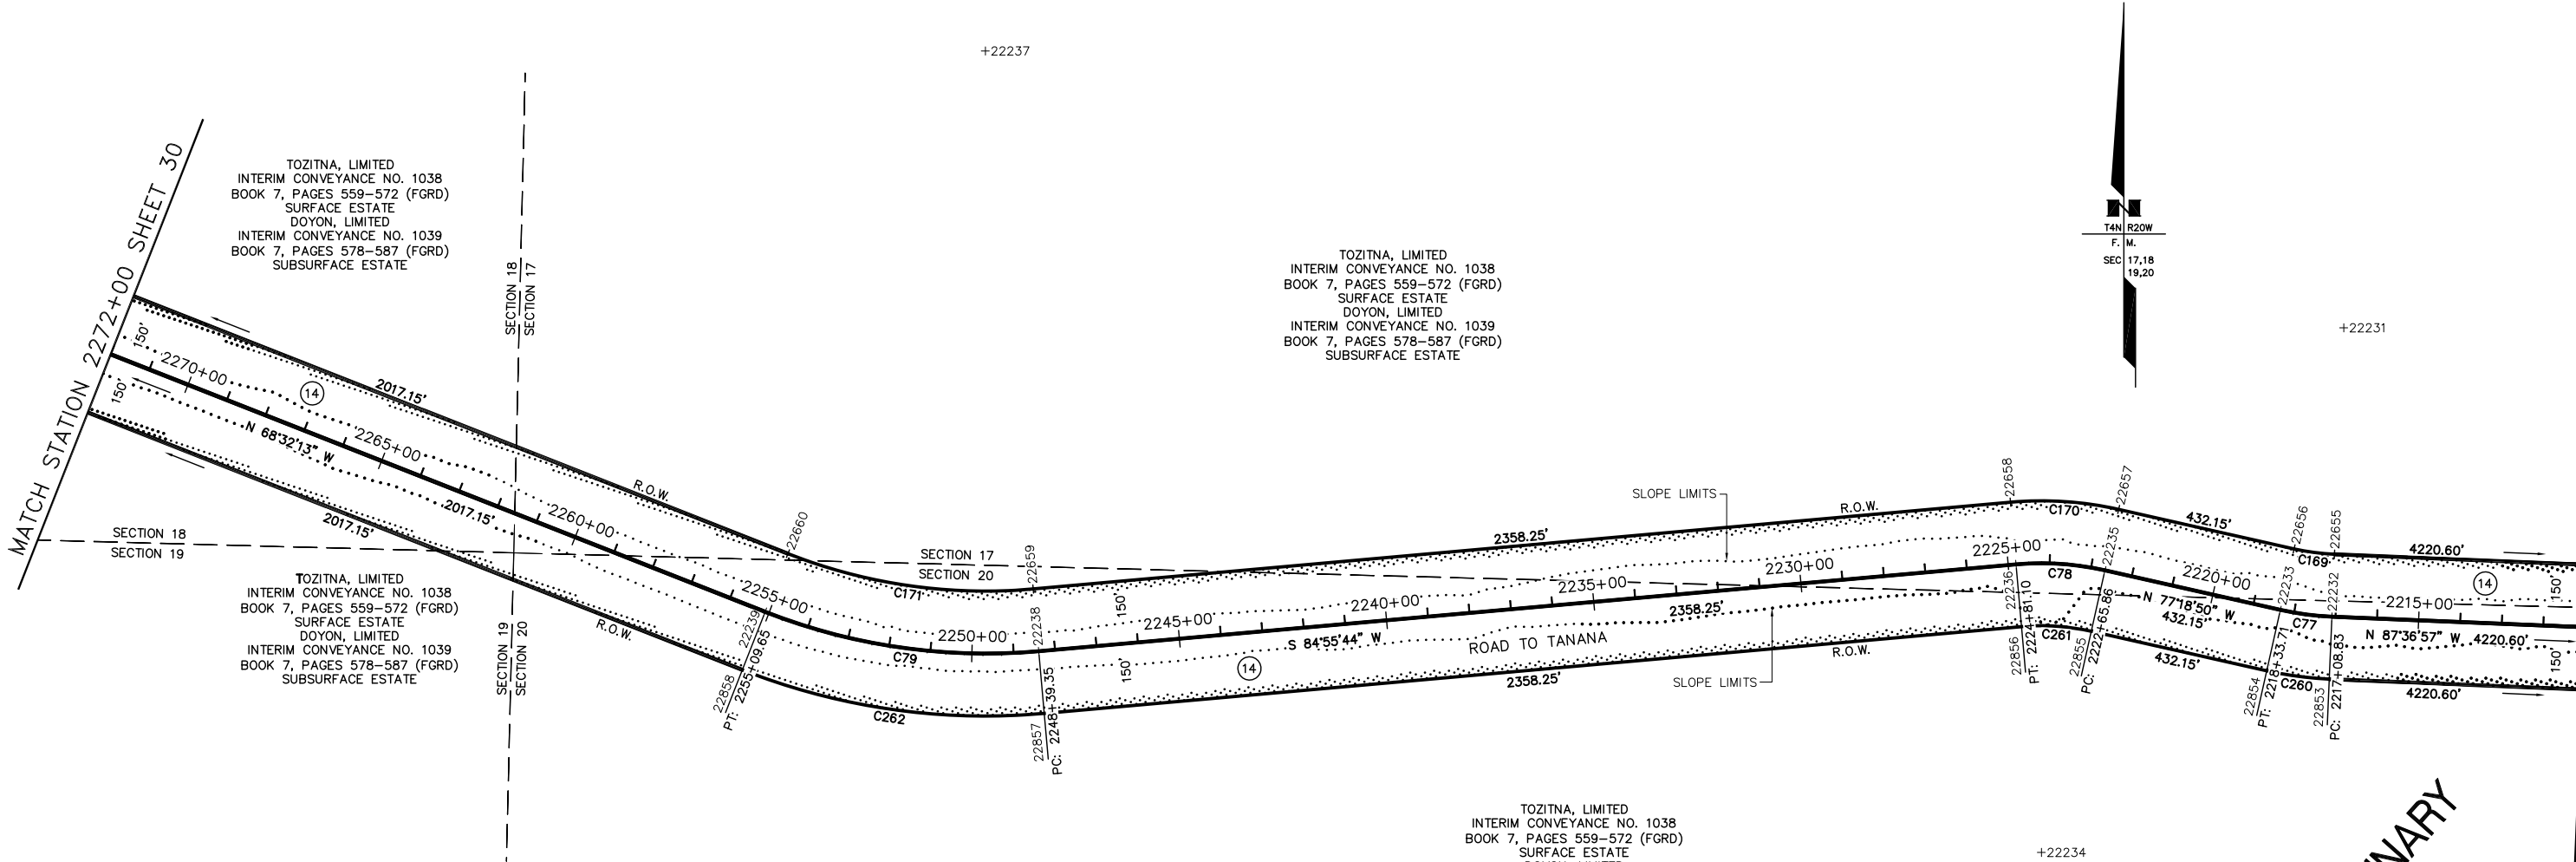 +22237
MATCH STATION 2272+00 SHEET 30
TOZITNA, LIMITED
INTERIM CONVEYANCE NO. 1038
BOOK 7, PAGES 559–572 (FGRD)
SURFACE ESTATE
DOYON, LIMITED
INTERIM CONVEYANCE NO. 1039
BOOK 7, PAGES 578–587 (FGRD)
SUBSURFACE ESTATE
SECTION 18
SECTION 17
TOZITNA, LIMITED
INTERIM CONVEYANCE NO. 1038
BOOK 7, PAGES 559–572 (FGRD)
SURFACE ESTATE
DOYON, LIMITED
INTERIM CONVEYANCE NO. 1039
BOOK 7, PAGES 578–587 (FGRD)
SUBSURFACE ESTATE
N
T4N R20W
F. M.
SEC 17,18
19,20
+22231
150'
150'
2270+00
14
2017.15'
N 68°32'13" W
2265+00
2017.15'
2017.15'
2260+00
R.O.W.
R.O.W.
SECTION 18
SECTION 19
SECTION 17
SECTION 20
SECTION 19
SECTION 20
TOZITNA, LIMITED
INTERIM CONVEYANCE NO. 1038
BOOK 7, PAGES 559–572 (FGRD)
SURFACE ESTATE
DOYON, LIMITED
INTERIM CONVEYANCE NO. 1039
BOOK 7, PAGES 578–587 (FGRD)
SUBSURFACE ESTATE
22660
2255+00
22239
22858
PT: 2255+09.65
C171
C79
C262
2250+00
22659
22238
22857
PC: 2248+39.35
150'
150'
2245+00
14
S 84°55'44" W
2240+00
ROAD TO TANANA
2358.25'
2358.25'
2358.25'
2235+00
SLOPE LIMITS
SLOPE LIMITS
2230+00
R.O.W.
R.O.W.
2225+00
22658
22236
22856
PT: 2224+81.10
C170
C78
C261
22657
22235
22855
PC: 2222+65.86
432.15'
2220+00
N 77°18'50" W
432.15'
432.15'
22656
22233
22854
PT: 2218+33.71
C169
C77
C260
22655
22232
22853
PC: 2217+08.83
4220.60'
14
2215+00
N 87°36'57" W 4220.60'
4220.60'
150'
150'
TOZITNA, LIMITED
INTERIM CONVEYANCE NO. 1038
BOOK 7, PAGES 559–572 (FGRD)
SURFACE ESTATE
+22234